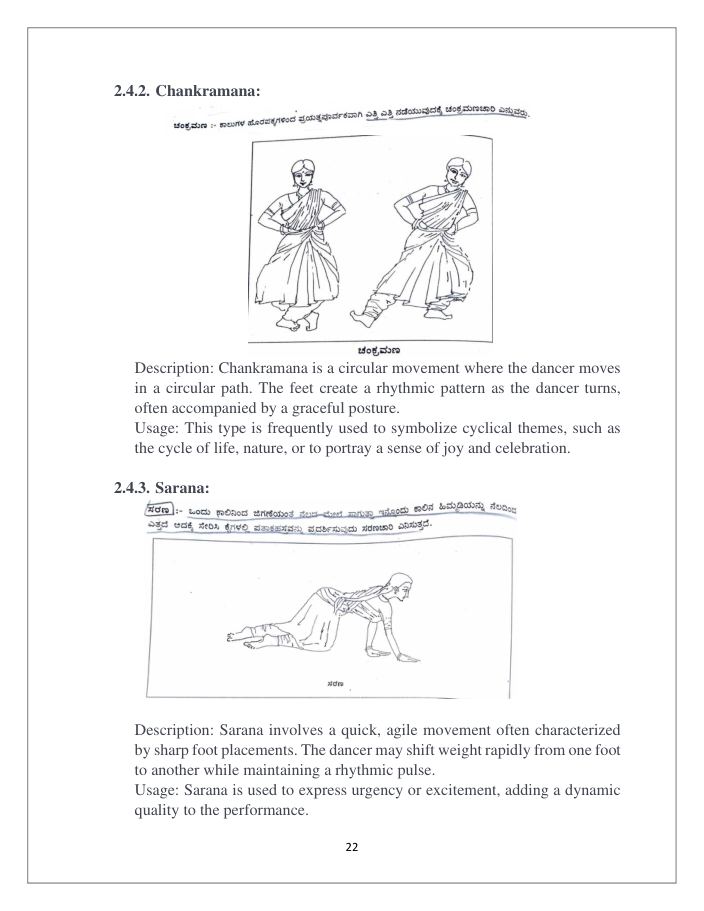 2.4.2. Chankramana:
ಚಂಕ್ರಮಣ :- ಕಾಲುಗಳ ಹೊರಪಕ್ಕಗಳಿಂದ ಪ್ರಯತ್ನಪೂರ್ವಕವಾಗಿ ಎತ್ತಿ ಎತ್ತಿ ನಡೆಯುವುದಕ್ಕೆ ಚಂಕ್ರಮಣಚಾರಿ ಎನ್ನುವರು.
ಚಂಕ್ರಮಣ
Description: Chankramana is a circular movement where the dancer moves
in a circular path. The feet create a rhythmic pattern as the dancer turns,
often accompanied by a graceful posture.
Usage: This type is frequently used to symbolize cyclical themes, such as
the cycle of life, nature, or to portray a sense of joy and celebration.
2.4.3. Sarana:
ಸರಣ :- ಒಂದು ಕಾಲಿನಿಂದ ಜಿಗಣೆಯಂತೆ ನೆಲದ ಮೇಲೆ ಸಾಗುತ್ತಾ ಇನ್ನೊಂದು ಕಾಲಿನ ಹಿಮ್ಮಡಿಯನ್ನು ನೆಲದಿಂದ
ಎತ್ತದೆ ಅದಕ್ಕೆ ಸೇರಿಸಿ ಕೈಗಳಲ್ಲಿ ಪತಾಕಹಸ್ತವನ್ನು ಪ್ರದರ್ಶಿಸುವುದು ಸರಣಚಾರಿ ಎನಿಸುತ್ತದೆ.
ಸರಣ
Description: Sarana involves a quick, agile movement often characterized
by sharp foot placements. The dancer may shift weight rapidly from one foot
to another while maintaining a rhythmic pulse.
Usage: Sarana is used to express urgency or excitement, adding a dynamic
quality to the performance.
22